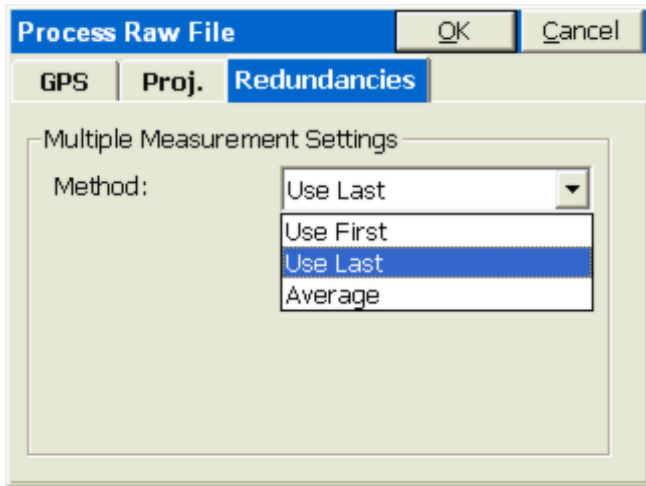 Process Raw File OK Cancel
GPS Proj. Redundancies
Multiple Measurement Settings
Method: Use Last
Use First
Use Last
Average